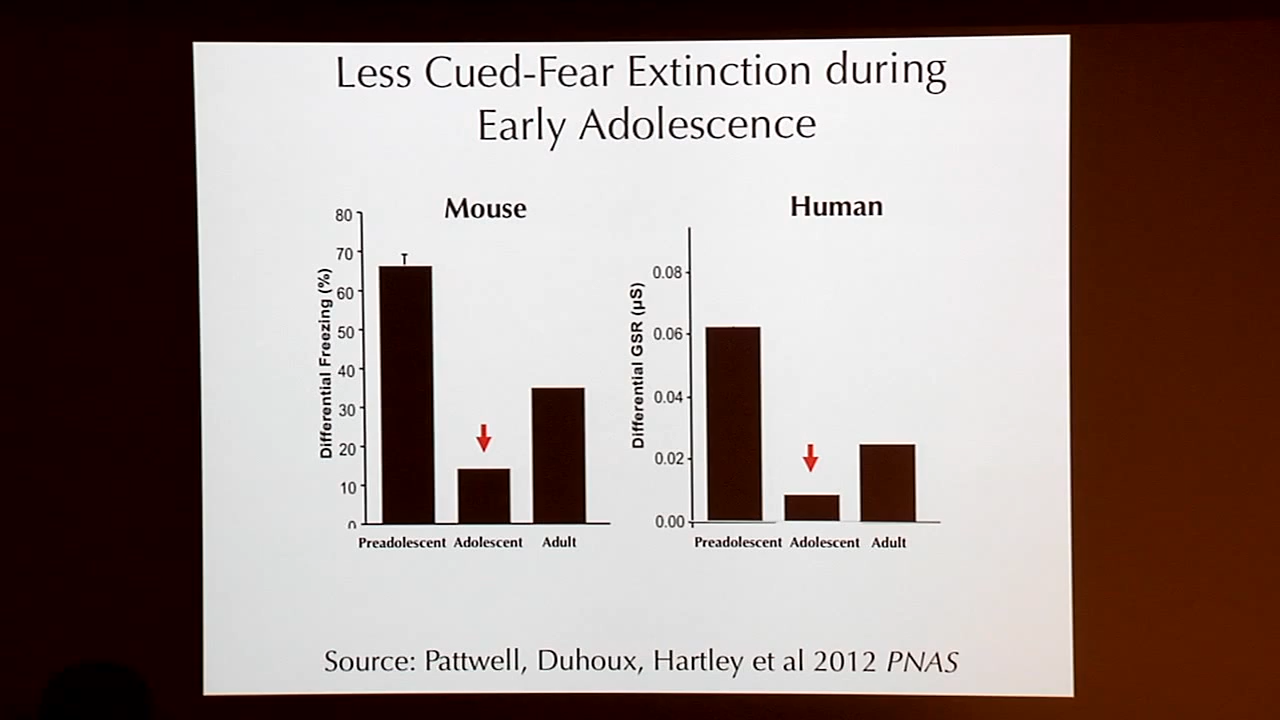 Less Cued-Fear Extinction during
Early Adolescence
Mouse
Differential Freezing (%)
80
70
60
50
40
30
20
10
0
Preadolescent Adolescent Adult
Human
Differential GSR (µS)
0.08
0.06
0.04
0.02
0.00
Preadolescent Adolescent Adult
Source: Pattwell, Duhoux, Hartley et al 2012 PNAS